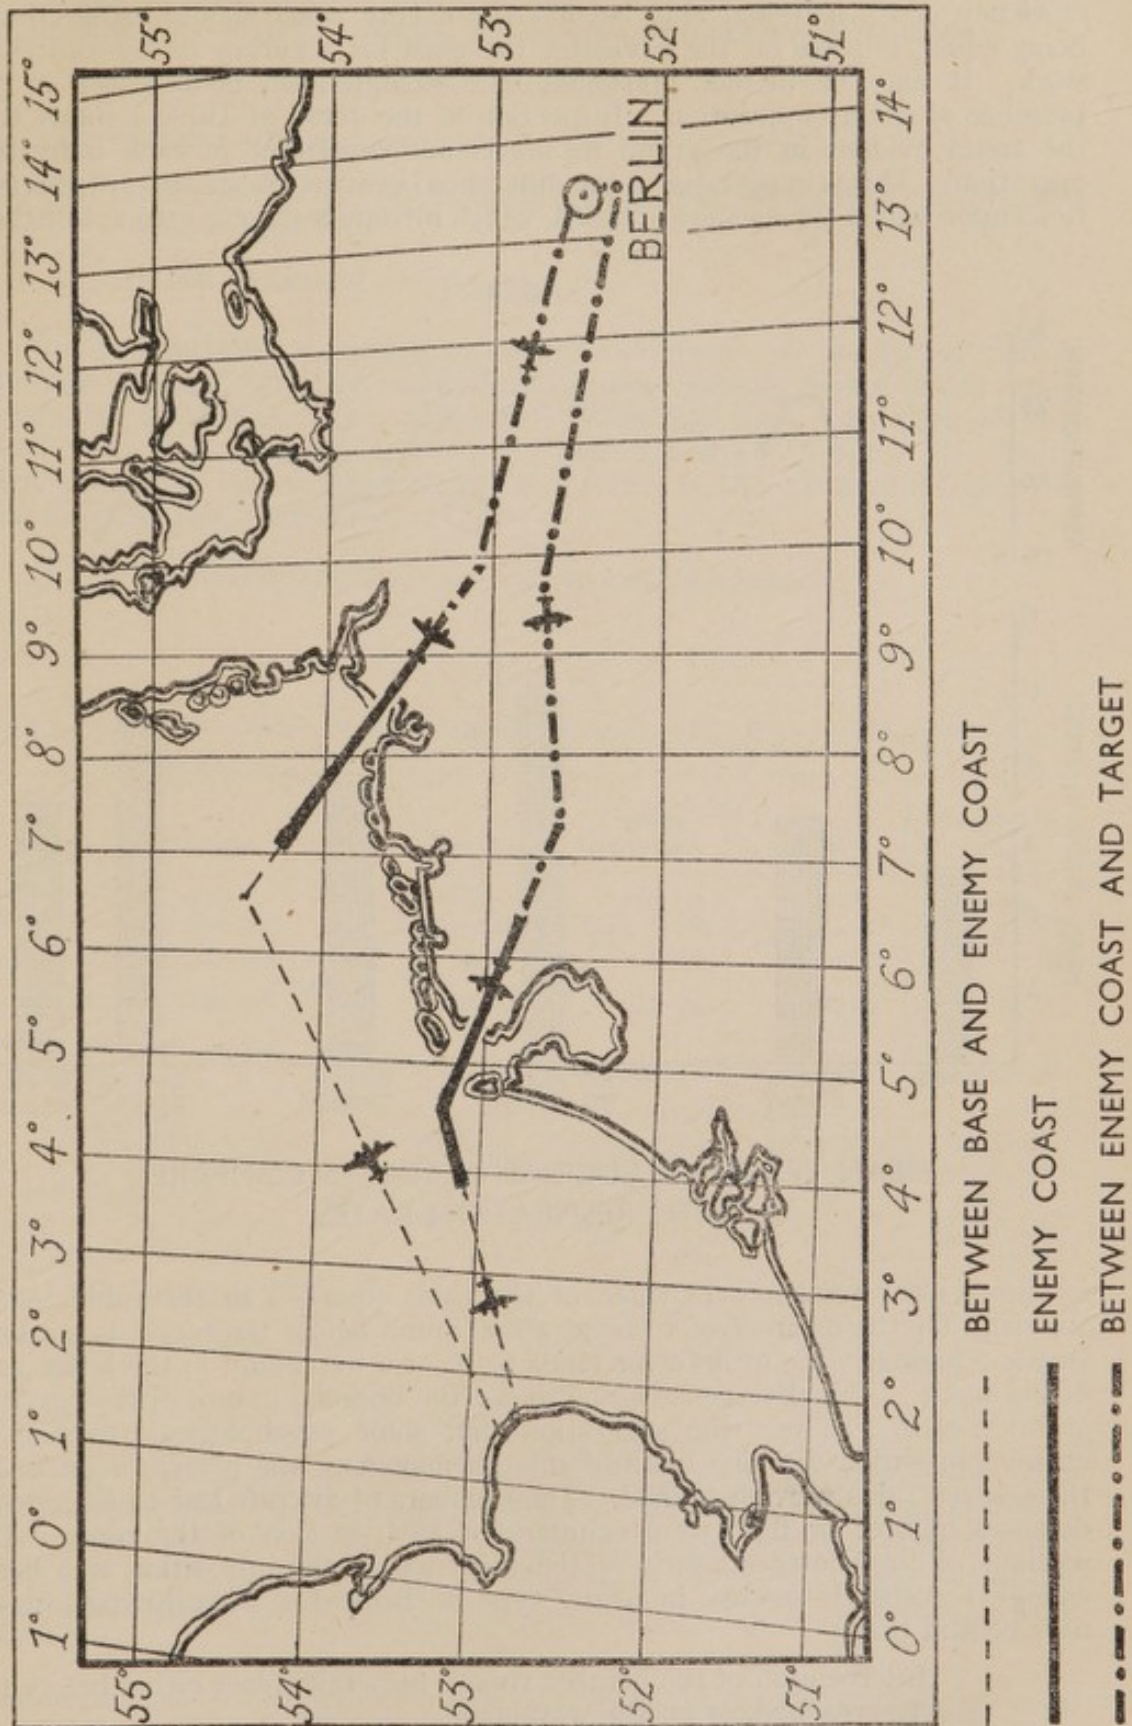 1° 0° 1° 2° 3° 4° 5° 6° 7° 8° 9° 10° 11° 12° 13° 14° 15°
55° 55°
54° 54°
53° 53°
BERLIN
52° 52°
51° 51°
0° 1° 2° 3° 4° 5° 6° 7° 8° 9° 10° 11° 12° 13° 14°
BETWEEN BASE AND ENEMY COAST
ENEMY COAST
BETWEEN ENEMY COAST AND TARGET